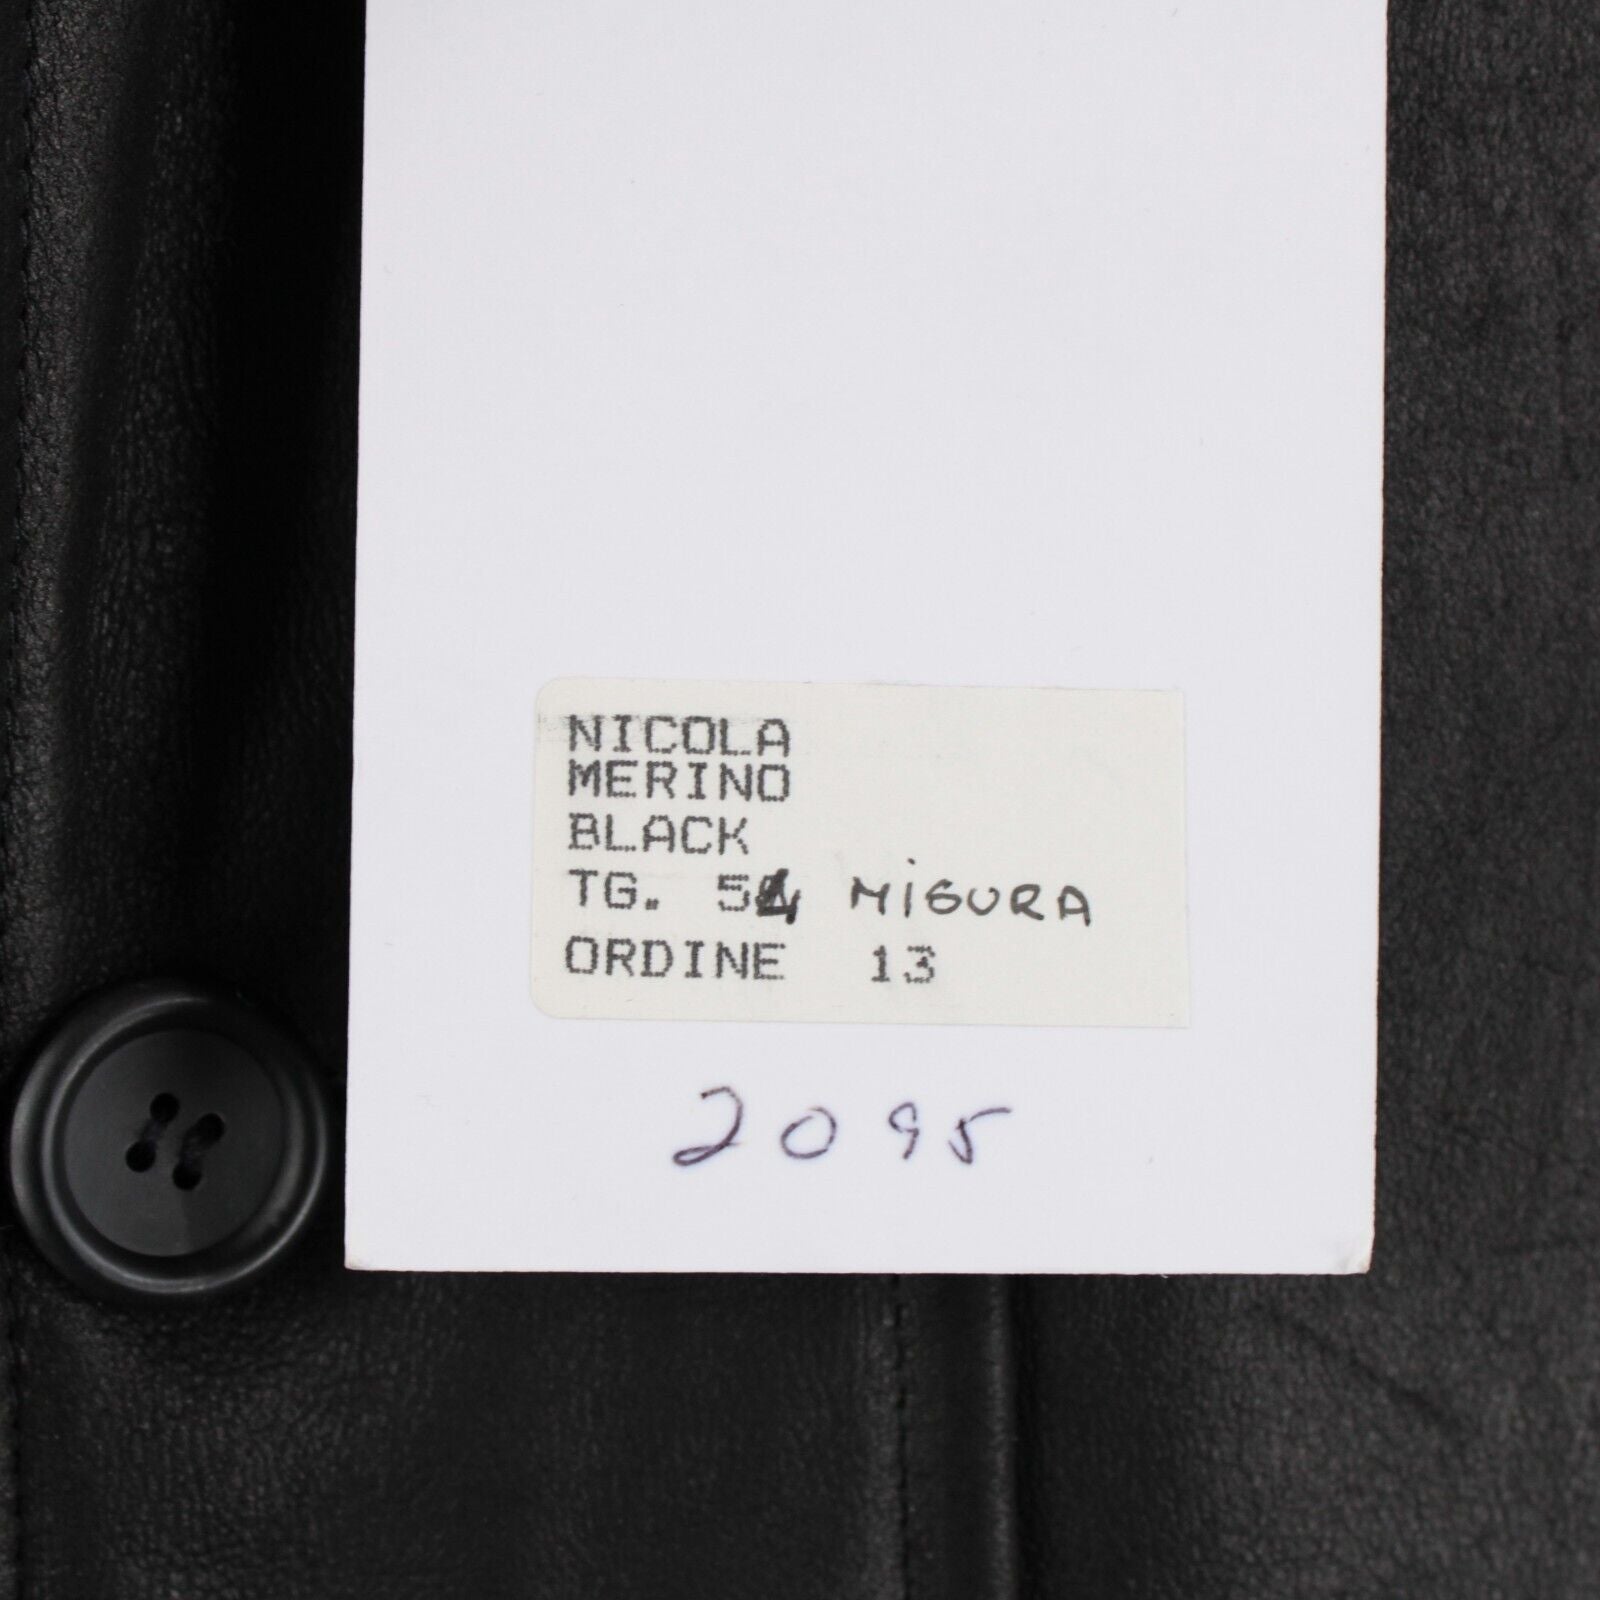 NICOLA
MERINO
BLACK
TG. 54 MISURA
ORDINE 13
2095